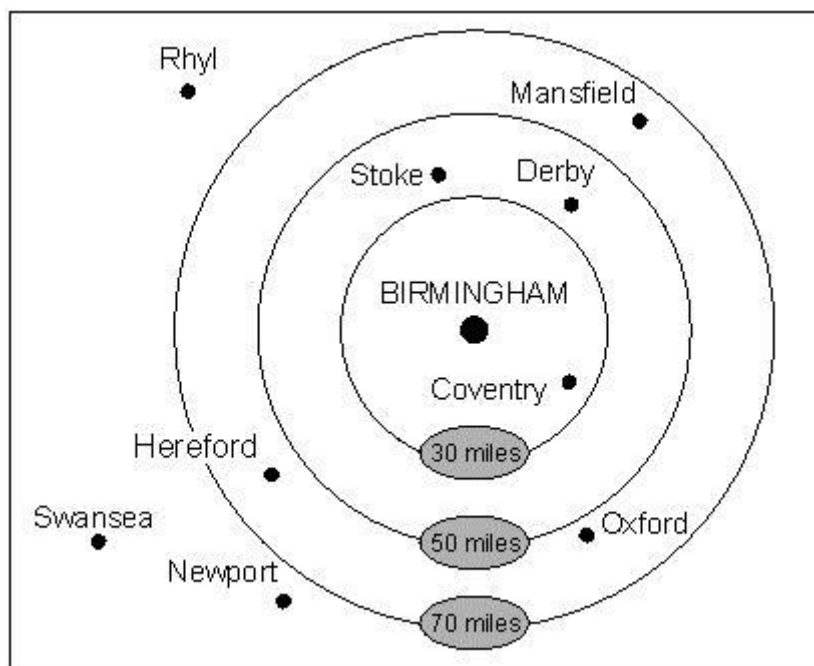 Rhyl
Mansfield
Stoke
Derby
BIRMINGHAM
Coventry
Hereford
30 miles
Swansea
Oxford
50 miles
Newport
70 miles